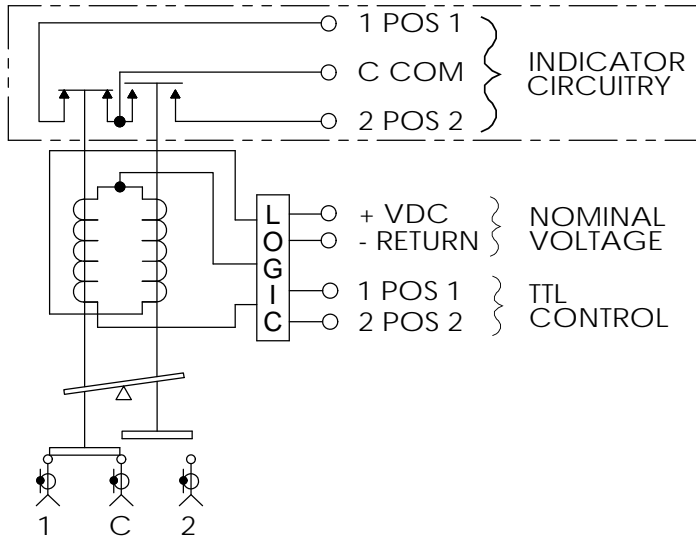 1 POS 1
C COM
2 POS 2
INDICATOR
CIRCUITRY
LOGIC
+ VDC
- RETURN
NOMINAL
VOLTAGE
1 POS 1
2 POS 2
TTL
CONTROL
1 C 2